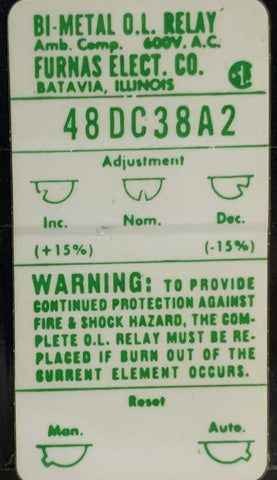 BI-METAL O.L. RELAY
Amb. Comp. 600V. A.C.
FURNAS ELECT. CO.
BATAVIA, ILLINOIS
48DC38A2
Adjustment
Inc. Nom. Dec.
(+15%) (-15%)
WARNING: TO PROVIDE
CONTINUED PROTECTION AGAINST
FIRE & SHOCK HAZARD, THE COM-
PLETE O.L. RELAY MUST BE RE-
PLACED IF BURN OUT OF THE
CURRENT ELEMENT OCCURS.
Reset
Man. Auto.